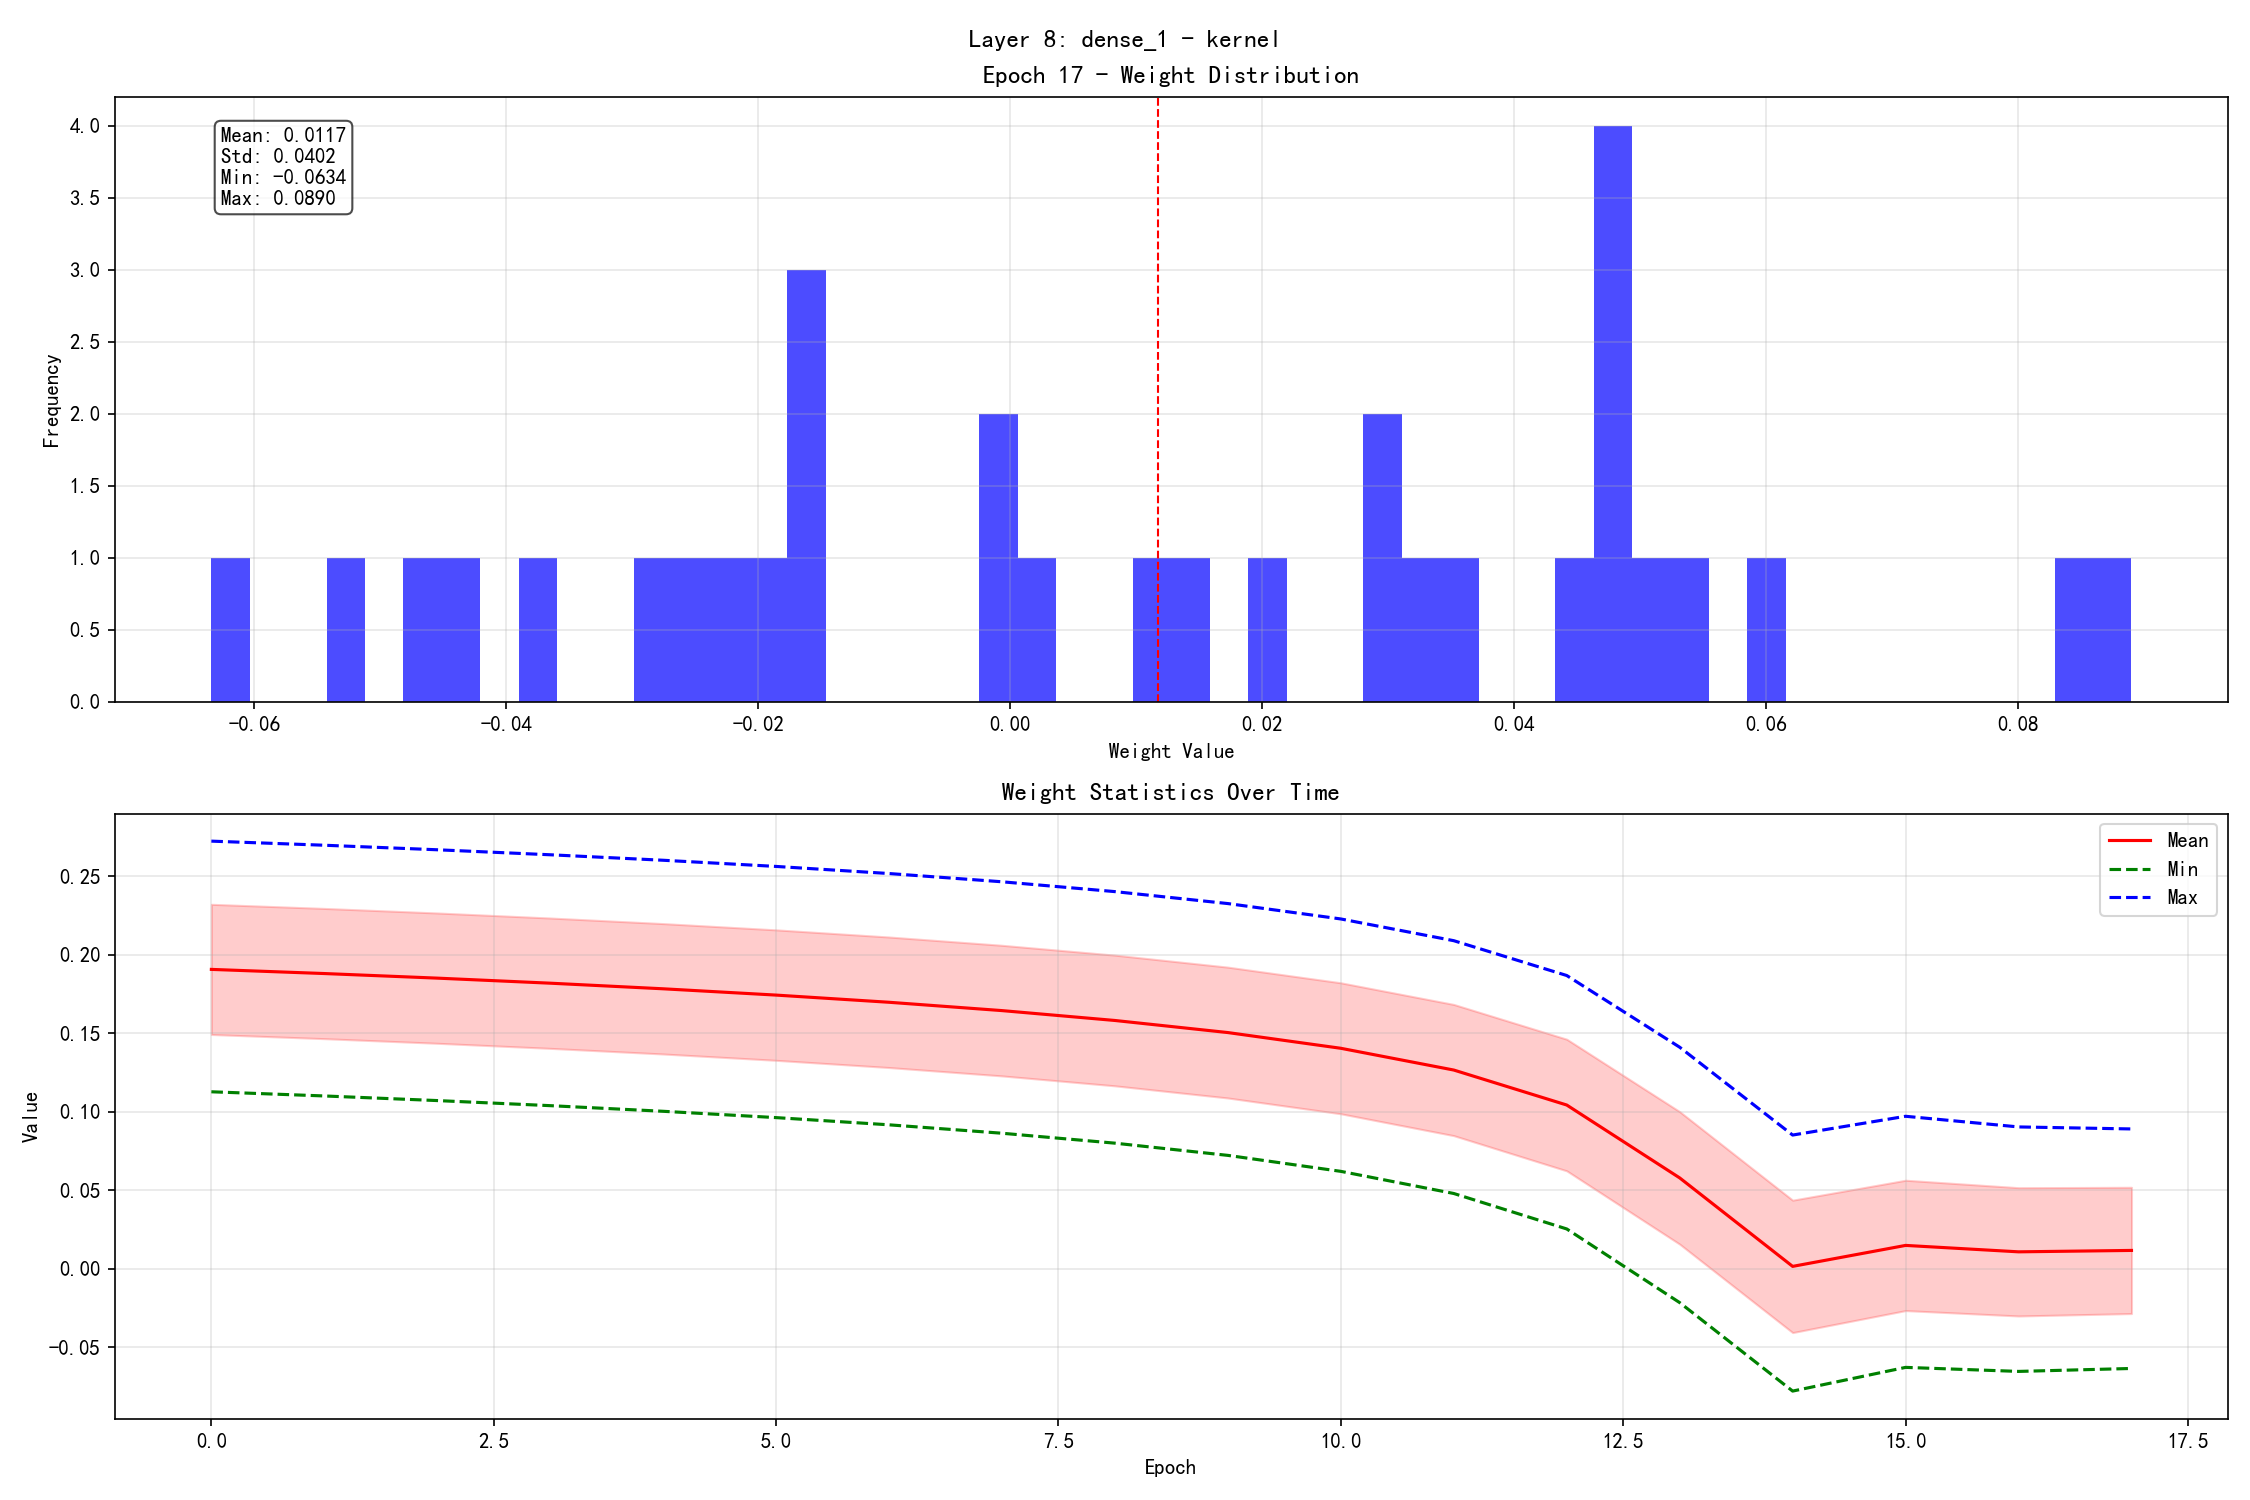 Layer 8: dense_1 - kernel
Epoch 17 - Weight Distribution
Mean: 0.0117
Std: 0.0402
Min: -0.0634
Max: 0.0890
4.0
3.5
3.0
2.5
2.0
1.5
1.0
0.5
0.0
Frequency
-0.06 -0.04 -0.02 0.00 0.02 0.04 0.06 0.08
Weight Value
Weight Statistics Over Time
Mean
Min
Max
0.25
0.20
0.15
0.10
0.05
0.00
-0.05
Value
0.0 2.5 5.0 7.5 10.0 12.5 15.0 17.5
Epoch